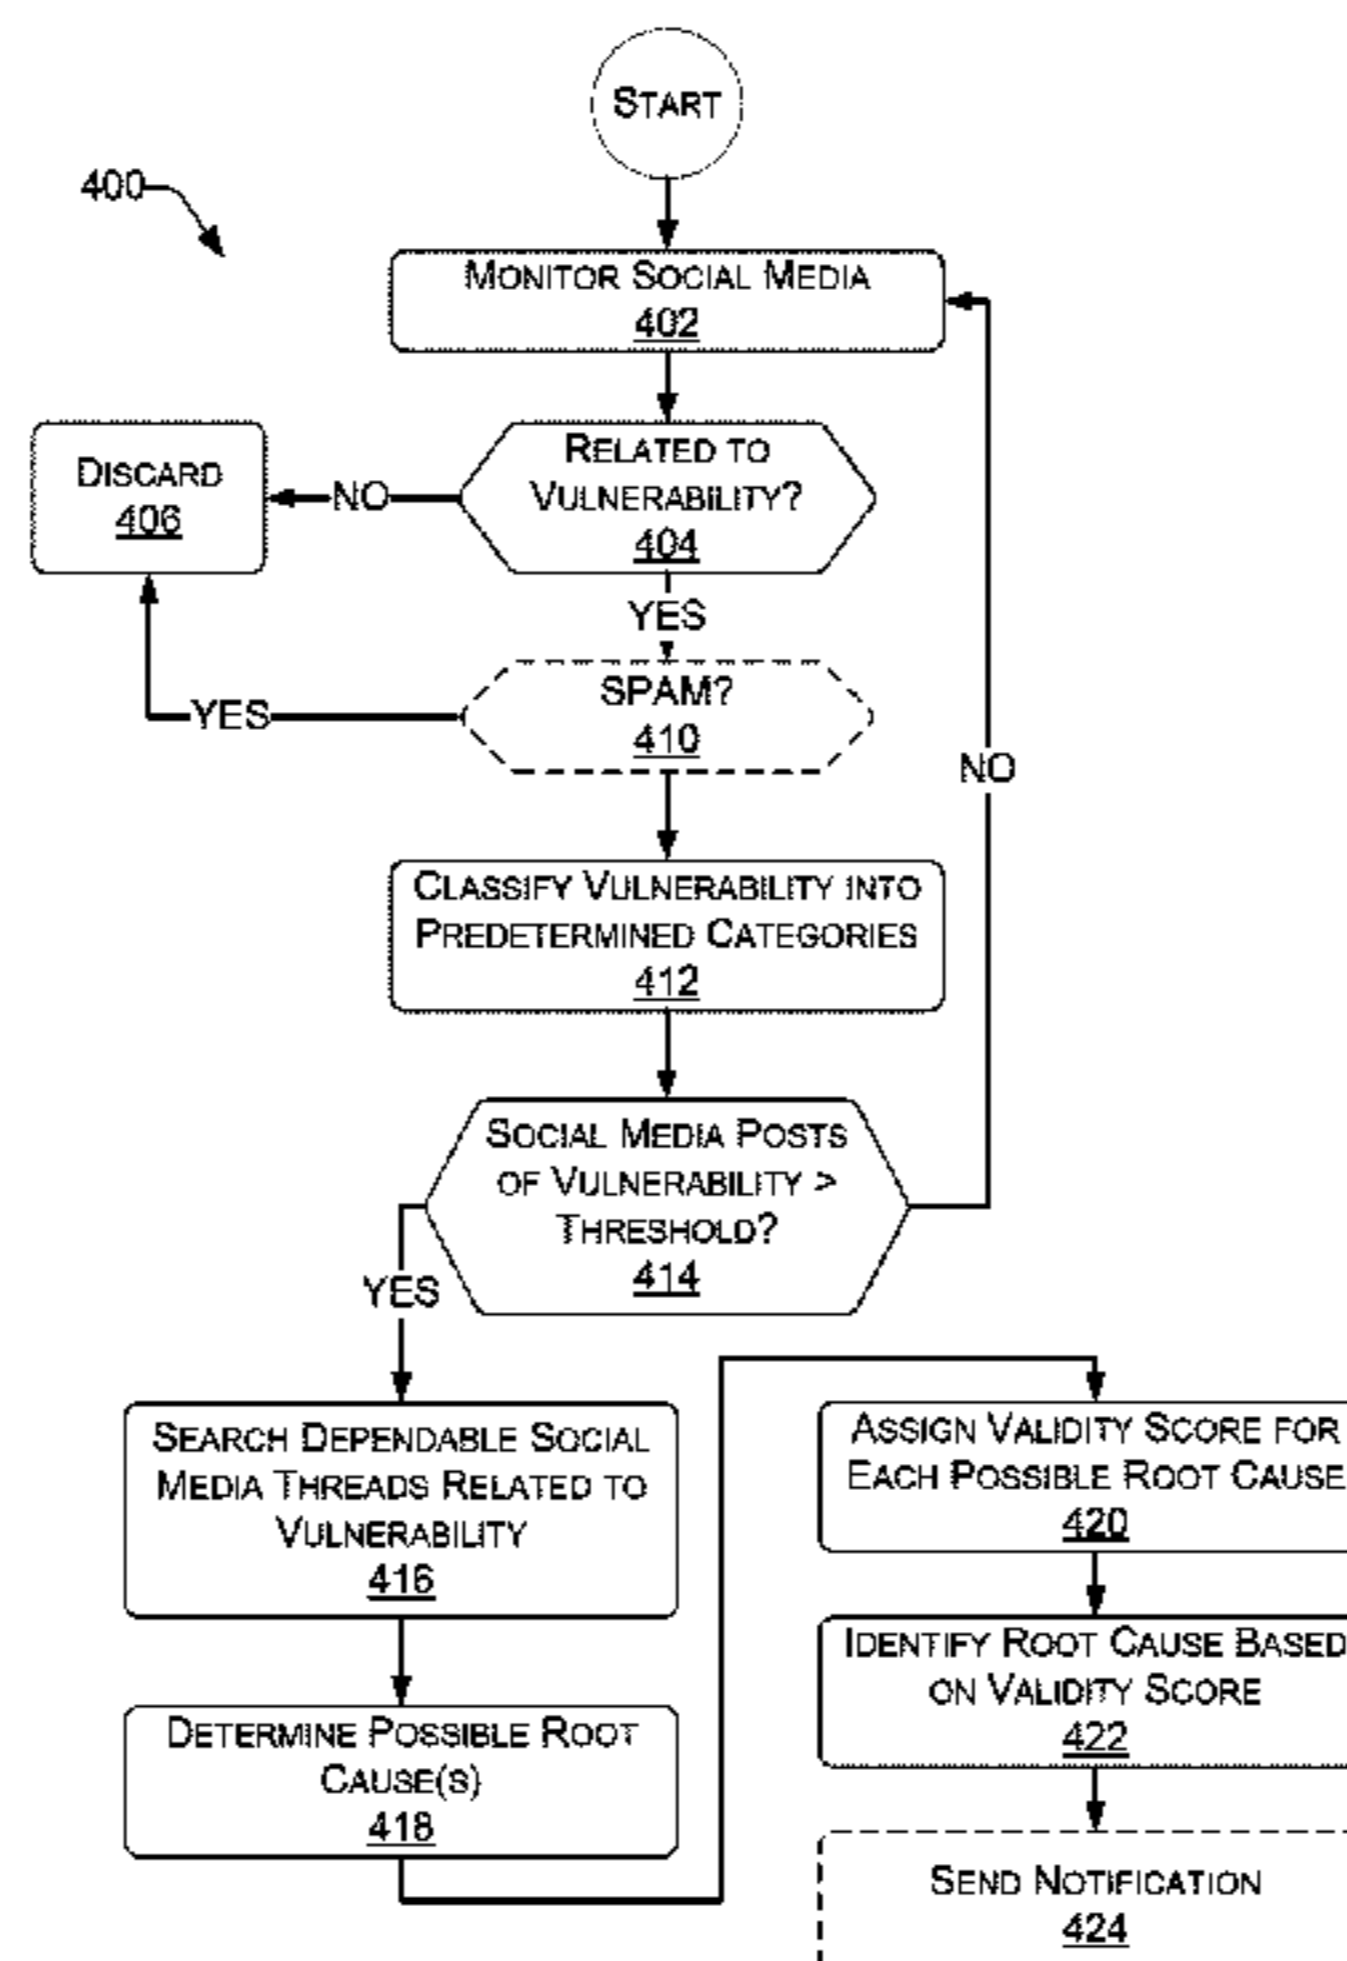 START
400
MONITOR SOCIAL MEDIA
402
RELATED TO
VULNERABILITY?
404
NO
DISCARD
406
YES
SPAM?
410
YES
NO
CLASSIFY VULNERABILITY INTO
PREDETERMINED CATEGORIES
412
SOCIAL MEDIA POSTS
OF VULNERABILITY >
THRESHOLD?
414
YES
SEARCH DEPENDABLE SOCIAL
MEDIA THREADS RELATED TO
VULNERABILITY
416
DETERMINE POSSIBLE ROOT
CAUSE(S)
418
ASSIGN VALIDITY SCORE FOR
EACH POSSIBLE ROOT CAUSE
420
IDENTIFY ROOT CAUSE BASED
ON VALIDITY SCORE
422
SEND NOTIFICATION
424